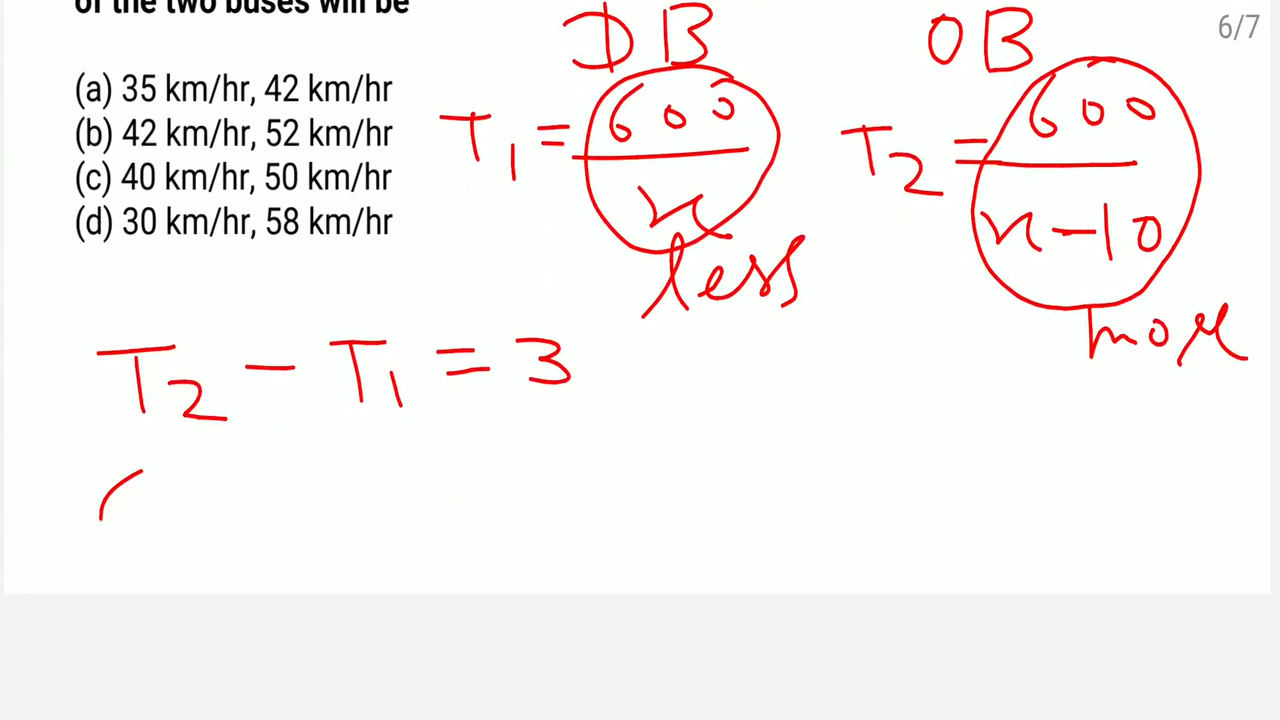 of the two buses will be
6/7
(a) 35 km/hr, 42 km/hr
(b) 42 km/hr, 52 km/hr
(c) 40 km/hr, 50 km/hr
(d) 30 km/hr, 58 km/hr
DB
T1 = 600/x
less
OB
T2 = 600/x-10
more
T2 - T1 = 3
(